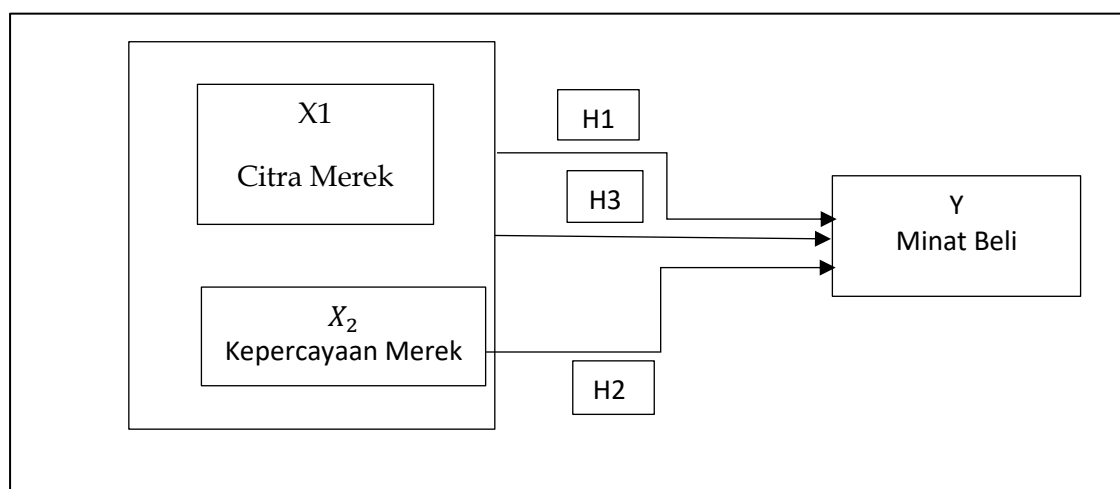 X1
Citra Merek
H1
H3
Y
Minat Beli
X₂
Kepercayaan Merek
H2